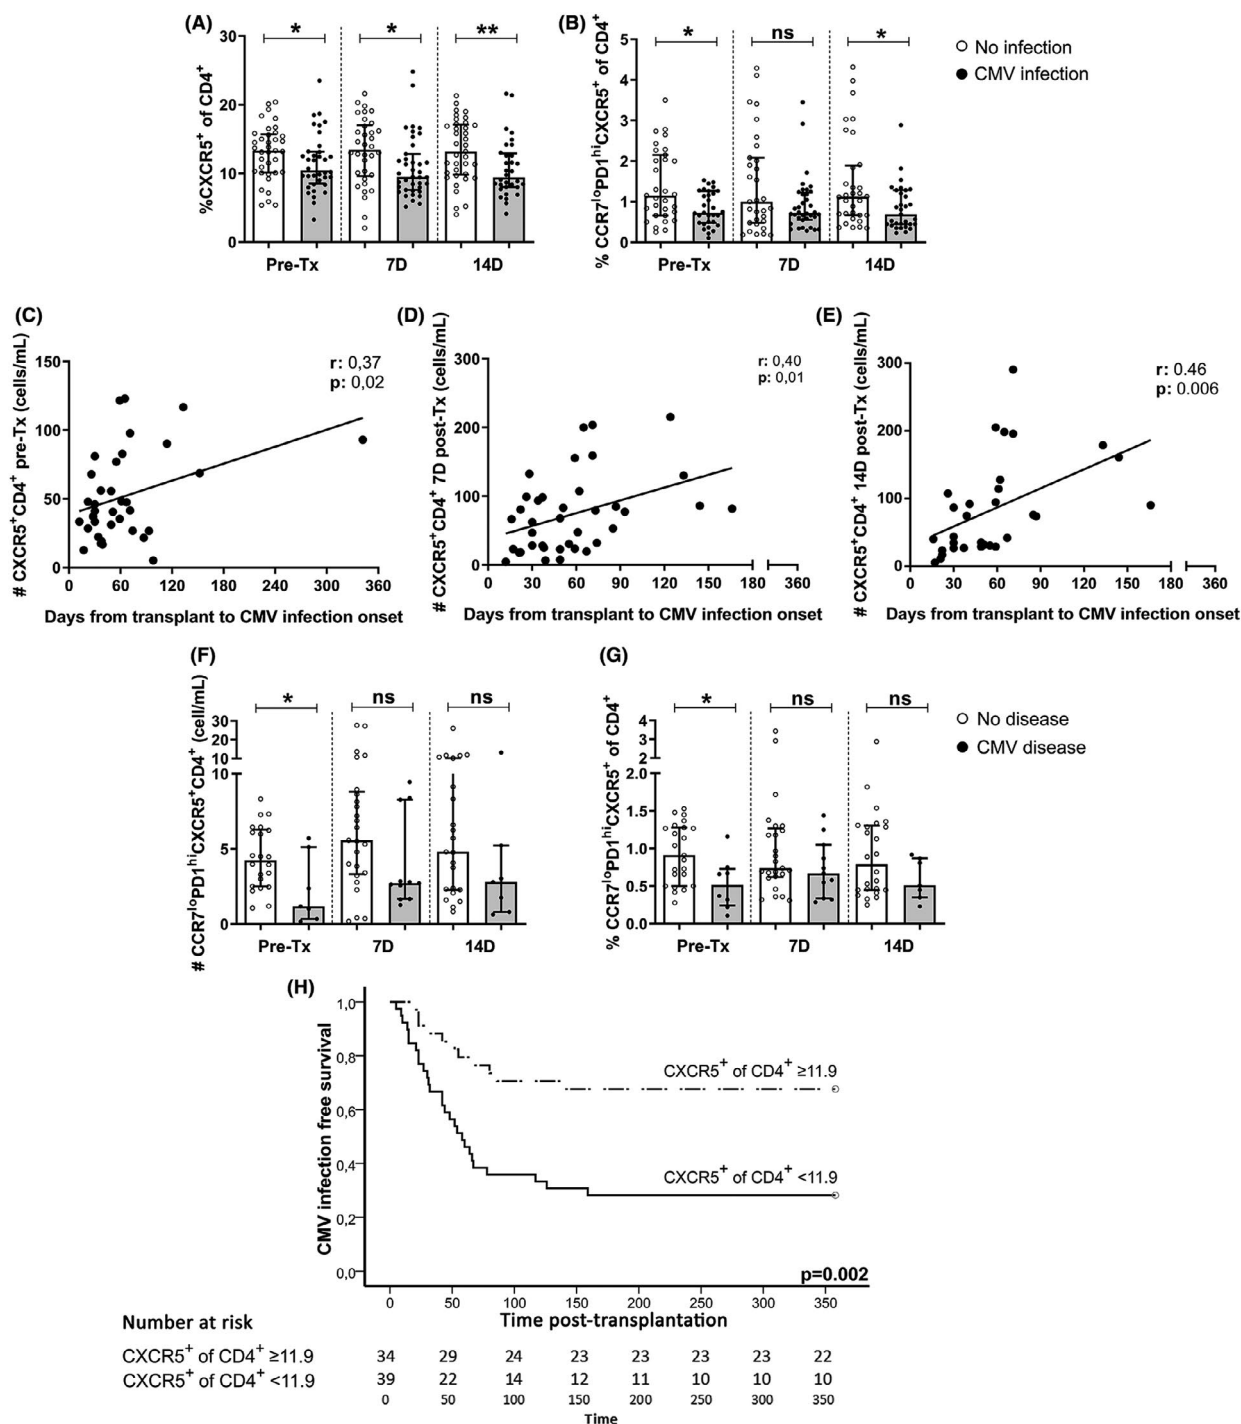 (A)
* * **
%CXCR5+ of CD4+
30
20
10
0
Pre-Tx 7D 14D
(B)
* ns *
% CCR7loPD1hiCXCR5+ of CD4+
5
4
3
2
1
0
Pre-Tx 7D 14D
No infection
CMV infection
(C)
# CXCR5+CD4+ pre-Tx (cells/mL)
150
100
50
0
r: 0,37
p: 0,02
0 60 120 180 240 300 360
Days from transplant to CMV infection onset
(D)
# CXCR5+CD4+ 7D post-Tx (cells/mL)
300
200
100
0
r: 0,40
p: 0,01
0 30 60 90 120 150 180 360
Days from transplant to CMV infection onset
(E)
# CXCR5+CD4+ 14D post-Tx (cells/mL)
300
200
100
0
r: 0.46
p: 0.006
0 30 60 90 120 150 180 360
Days from transplant to CMV infection onset
(F)
* ns ns
# CCR7loPD1hiCXCR5+CD4+ (cell/mL)
30
20
10
10
5
0
Pre-Tx 7D 14D
(G)
* ns ns
% CCR7loPD1hiCXCR5+ of CD4+
4
3
2
2.0
1.5
1.0
0.5
0.0
Pre-Tx 7D 14D
No disease
CMV disease
(H)
CMV infection free survival
1,0
0,8
0,6
0,4
0,2
0,0
CXCR5+ of CD4+ ≥11.9
CXCR5+ of CD4+ <11.9
p=0.002
0 50 100 150 200 250 300 350
Time post-transplantation
Number at risk
CXCR5+ of CD4+ ≥11.9 34 29 24 23 23 23 23 22
CXCR5+ of CD4+ <11.9 39 22 14 12 11 10 10 10
0 50 100 150 200 250 300 350
Time